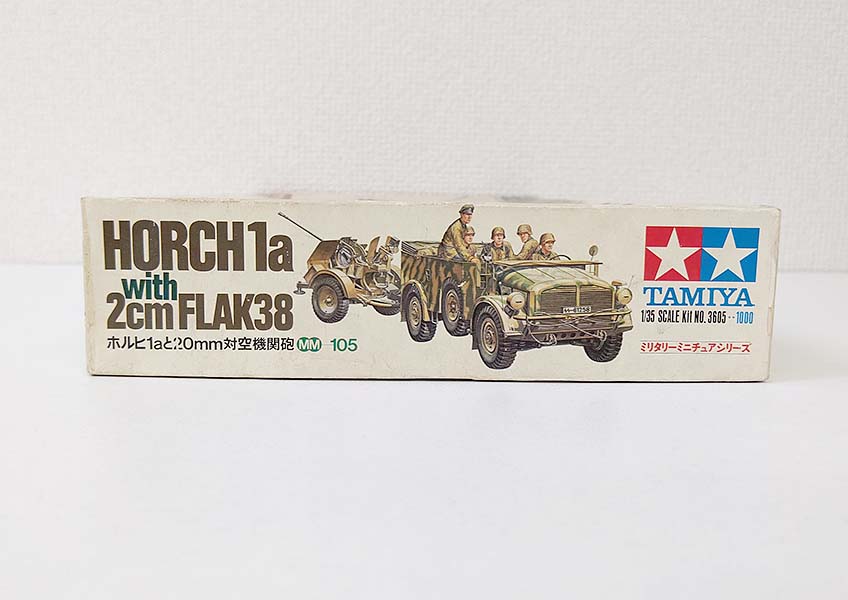 HORCH 1a
with
2cm FLAK38
ホルヒ1aと20mm対空機関砲 MM 105
TAMIYA
1/35 SCALE Kit NO. 3605--1000
ミリタリーミニチュアシリーズ